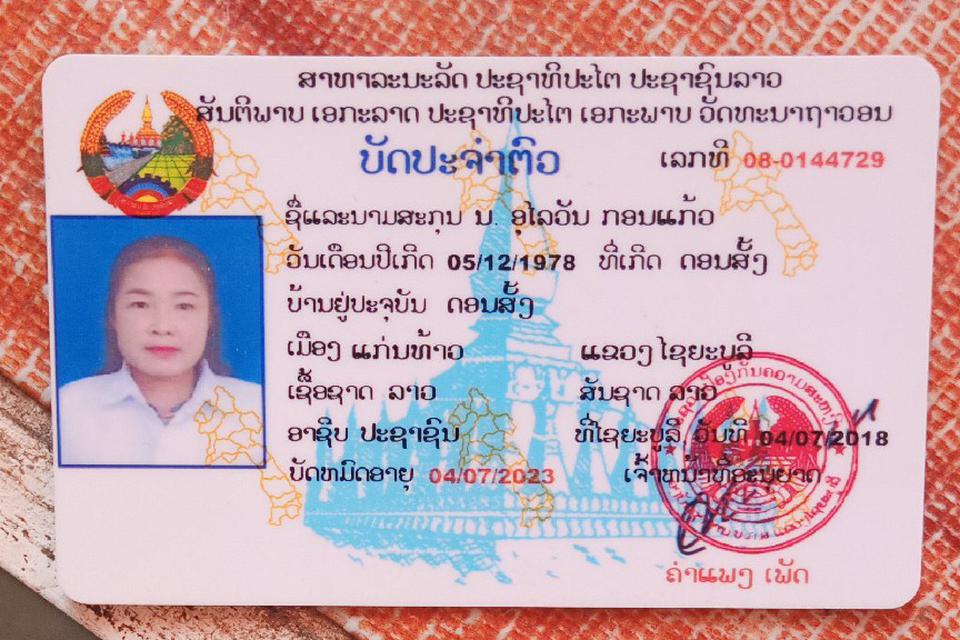 ສາທາລະນະລັດ ປະຊາທິປະໄຕ ປະຊາຊົນລາວ
ສັນຕິພາບ ເອກະລາດ ປະຊາທິປະໄຕ ເອກະພາບ ວັດທະນາຖາວອນ
ບັດປະຈຳຕົວ ເລກທີ 08-0144729
ຊື່ແລະນາມສະກຸນ ນ. ອຸໄລວັນ ກອນແກ້ວ
ວັນເດືອນປີເກີດ 05/12/1978 ທີ່ເກີດ ດອນສັ້ງ
ບ້ານຢູ່ປະຈຸບັນ ດອນສັ້ງ
ເມືອງ ແກ່ນທ້າວ ແຂວງ ໄຊຍະບູລີ
ເຊື້ອຊາດ ລາວ ສັນຊາດ ລາວ
ອາຊີບ ປະຊາຊົນ ທີ່ໄຊຍະບູລີ, ວັນທີ 04/07/2018
ບັດຫມົດອາຍຸ 04/07/2023 ເຈົ້າຫນ້າທີ່ອະນຸຍາດ
ຄຳແພງ ເພັດ